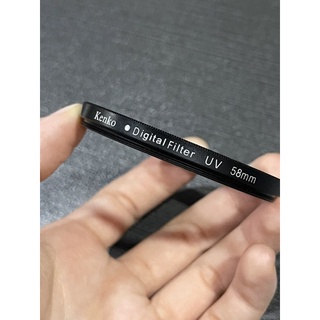 Kenko ● Digital Filter UV 58mm